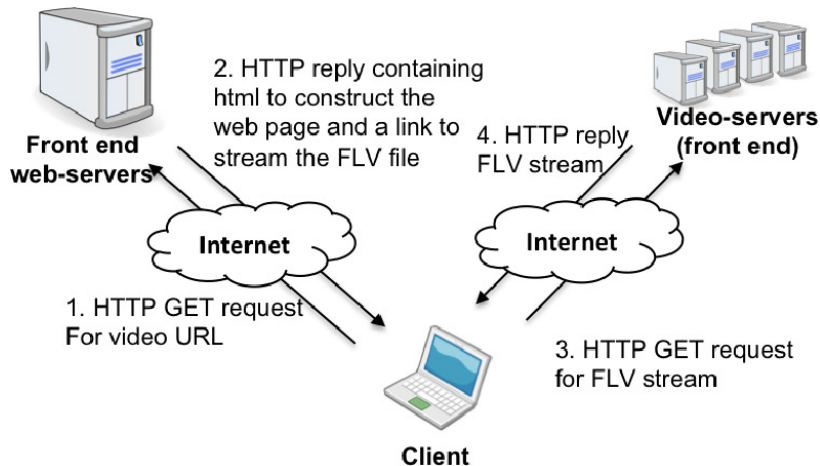 2. HTTP reply containing
html to construct the
web page and a link to
stream the FLV file
Front end
web-servers
4. HTTP reply
FLV stream
Video-servers
(front end)
Internet
Internet
1. HTTP GET request
For video URL
3. HTTP GET request
for FLV stream
Client